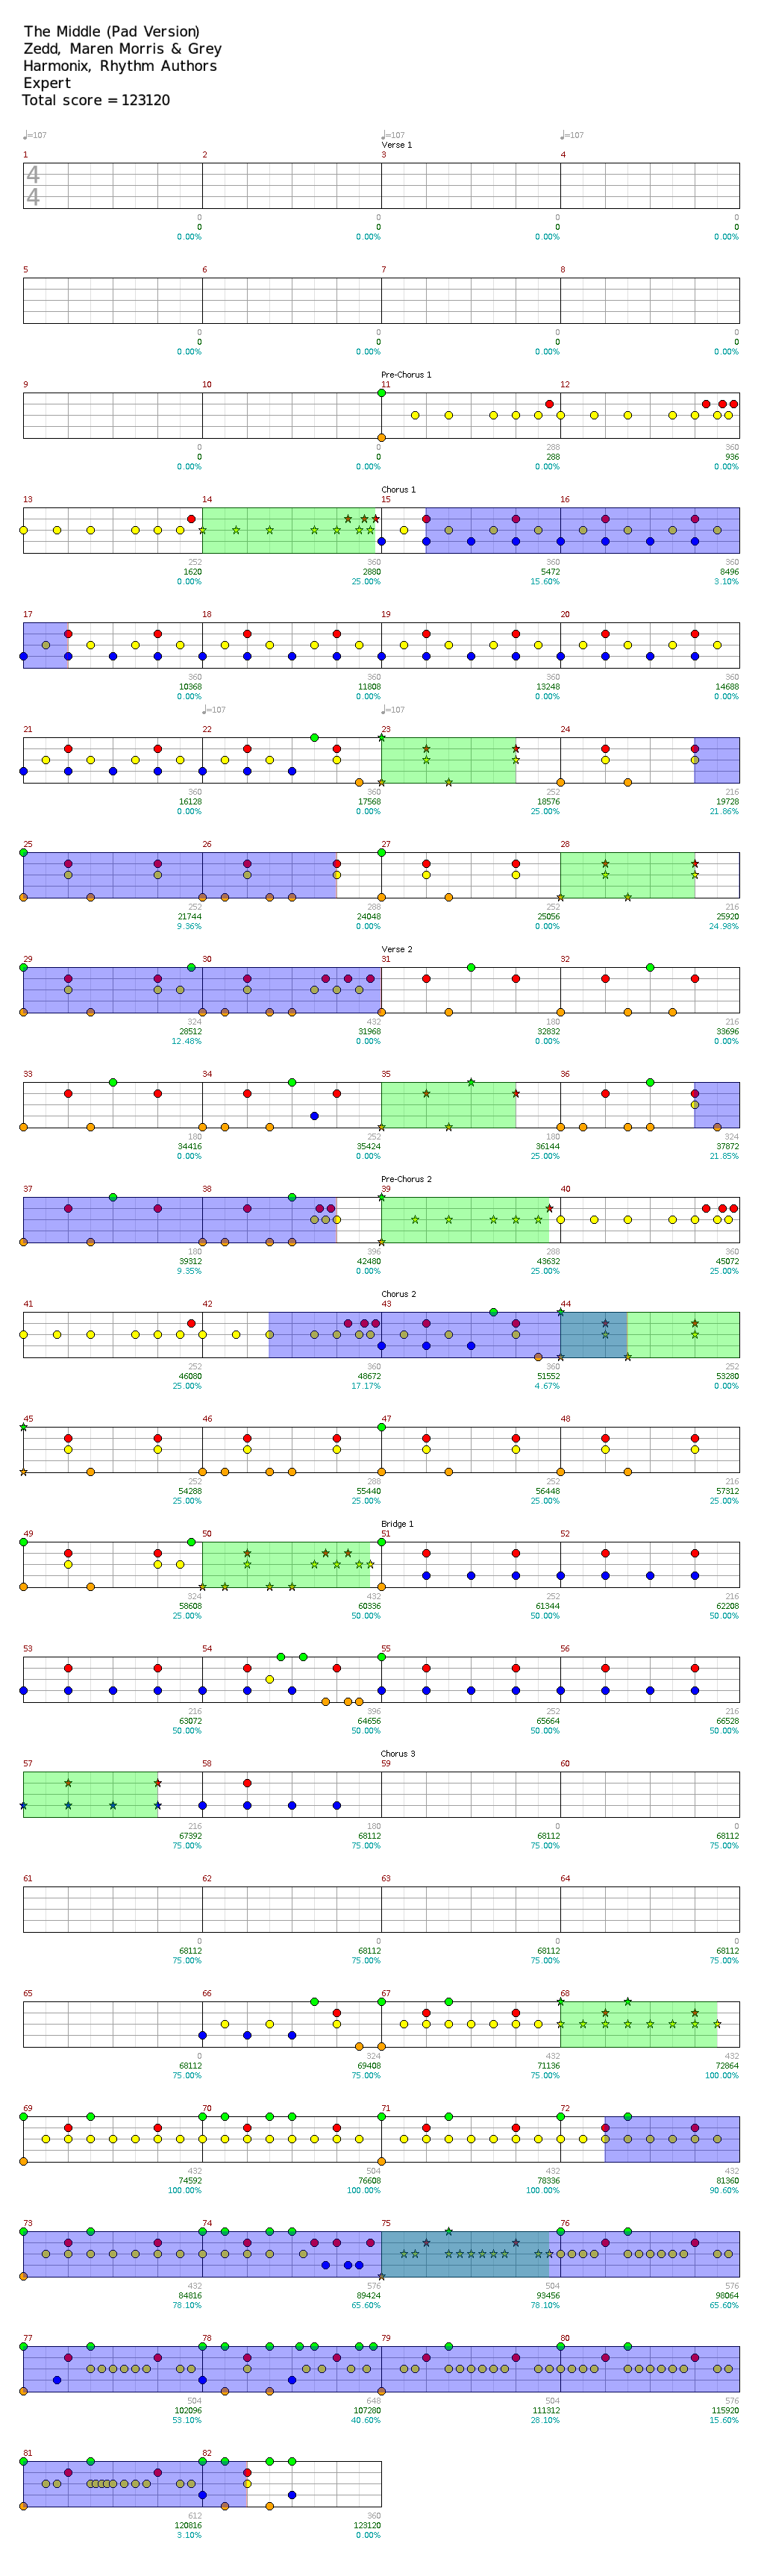 The Middle (Pad Version)
Zedd, Maren Morris & Grey
Harmonix, Rhythm Authors
Expert
Total score = 123120
♩=107 ♩=107 ♩=107
Verse 1
1 2 3 4
4
4
0 0 0 0
0 0 0 0
0.00% 0.00% 0.00% 0.00%
5 6 7 8
0 0 0 0
0 0 0 0
0.00% 0.00% 0.00% 0.00%
Pre-Chorus 1
9 10 11 12
0 288 360
0 0 288 936
0.00% 0.00% 0.00%
Chorus 1
13 14 15 16
252 360 360 360
1620 2880 5472 8496
0.00% 25.00% 15.60% 3.10%
17 18 19 20
360 360 360 360
10368 11808 13248 14688
0.00% 0.00% 0.00% 0.00%
♩=107 ♩=107
21 22 23 24
360 360 252 216
16128 17568 18576 19728
0.00% 0.00% 25.00% 21.86%
25 26 27 28
252 288 252 216
21744 24048 25056 25920
9.36% 0.00% 0.00% 24.98%
Verse 2
29 30 31 32
324 432 180 216
28512 31968 32832 33696
12.48% 0.00% 0.00% 0.00%
33 34 35 36
180 252 180 324
34416 35424 36144 37872
0.00% 0.00% 25.00% 21.85%
Pre-Chorus 2
37 38 39 40
180 396 288 360
39312 42480 43632 45072
9.35% 0.00% 25.00% 25.00%
Chorus 2
41 42 43 44
252 360 360 252
46080 48672 51552 53280
25.00% 17.17% 4.67% 0.00%
45 46 47 48
252 288 252 216
54288 55440 56448 57312
25.00% 25.00% 25.00% 25.00%
Bridge 1
49 50 51 52
324 432 252 216
58608 60336 61344 62208
25.00% 50.00% 50.00% 50.00%
53 54 55 56
216 396 252 216
63072 64656 65664 66528
50.00% 50.00% 50.00% 50.00%
Chorus 3
57 58 59 60
216 180 0 0
67392 68112 68112 68112
75.00% 75.00% 75.00% 75.00%
61 62 63 64
0 0 0 0
68112 68112 68112 68112
75.00% 75.00% 75.00% 75.00%
65 66 67 68
0 324 432 432
68112 69408 71136 72864
75.00% 75.00% 75.00% 100.00%
69 70 71 72
432 504 432 432
74592 76608 78336 81360
100.00% 100.00% 100.00% 90.60%
73 74 75 76
432 576 504 576
84816 89424 93456 98064
78.10% 65.60% 78.10% 65.60%
77 78 79 80
504 648 504 576
102096 107280 111312 115920
53.10% 40.60% 28.10% 15.60%
81 82
612 360
120816 123120
3.10% 0.00%